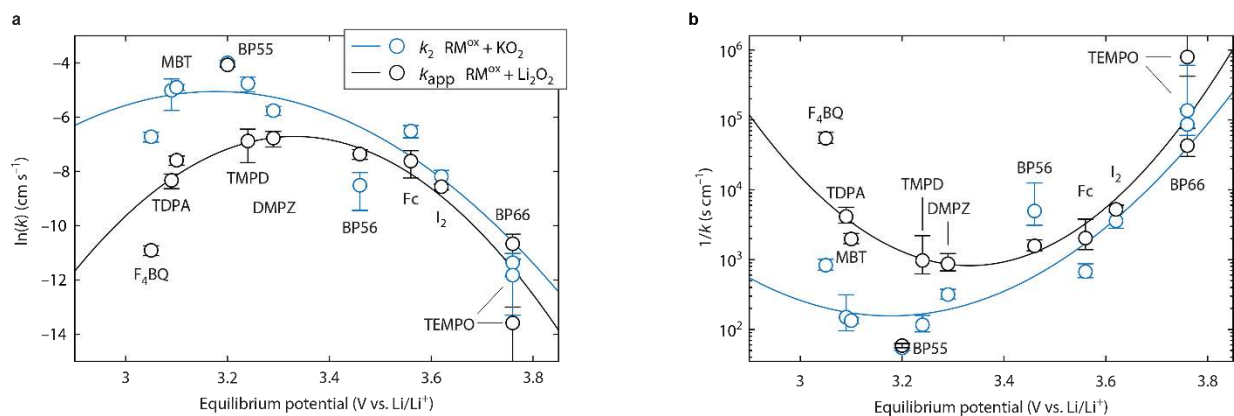 a
ln(k) (cm s⁻¹)
−4
−6
−8
−10
−12
−14
MBT
BP55
k₂ RMᵒˣ + KO₂
kₐₚₚ RMᵒˣ + Li₂O₂
TDPA
TMPD
DMPZ
BP56
Fc
I₂
BP66
F₄BQ
TEMPO
3
3.2
3.4
3.6
3.8
Equilibrium potential (V vs. Li/Li⁺)
b
1/k (s cm⁻¹)
10⁶
10⁵
10⁴
10³
10²
TEMPO
F₄BQ
TDPA
TMPD
DMPZ
BP56
Fc
I₂
BP66
MBT
BP55
3
3.2
3.4
3.6
3.8
Equilibrium potential (V vs. Li/Li⁺)